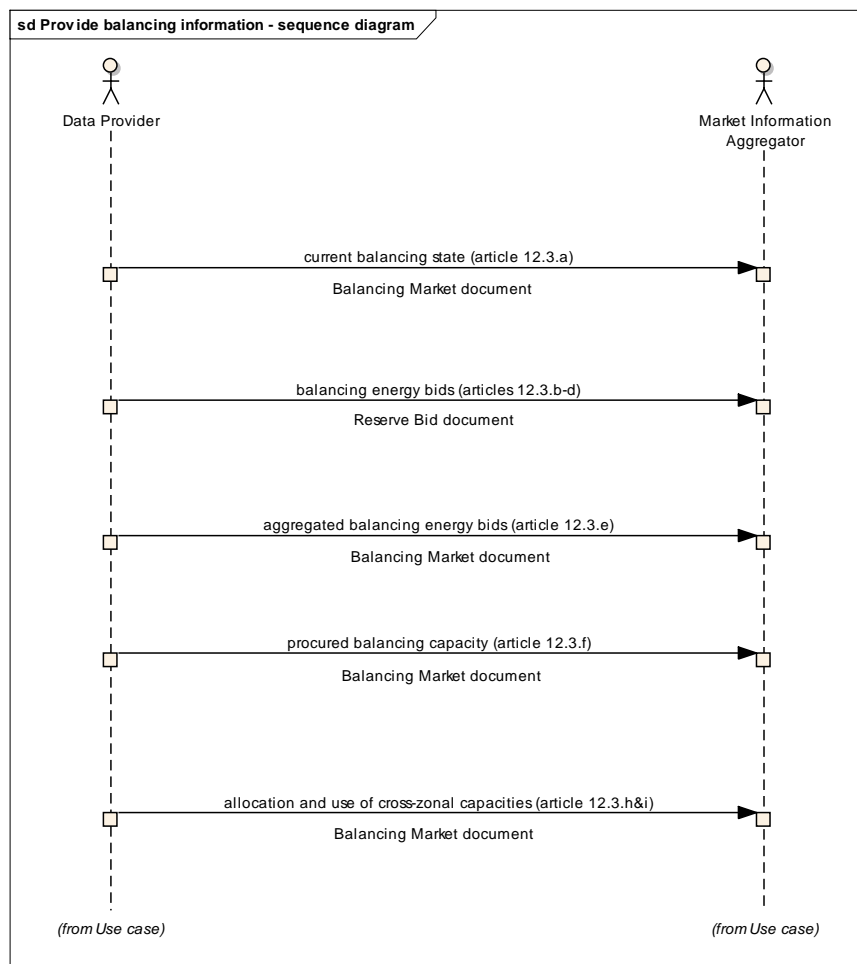 sd Provide balancing information - sequence diagram
Data Provider
Market Information
Aggregator
current balancing state (article 12.3.a)
Balancing Market document
balancing energy bids (articles 12.3.b-d)
Reserve Bid document
aggregated balancing energy bids (article 12.3.e)
Balancing Market document
procured balancing capacity (article 12.3.f)
Balancing Market document
allocation and use of cross-zonal capacities (article 12.3.h&i)
Balancing Market document
(from Use case)
(from Use case)